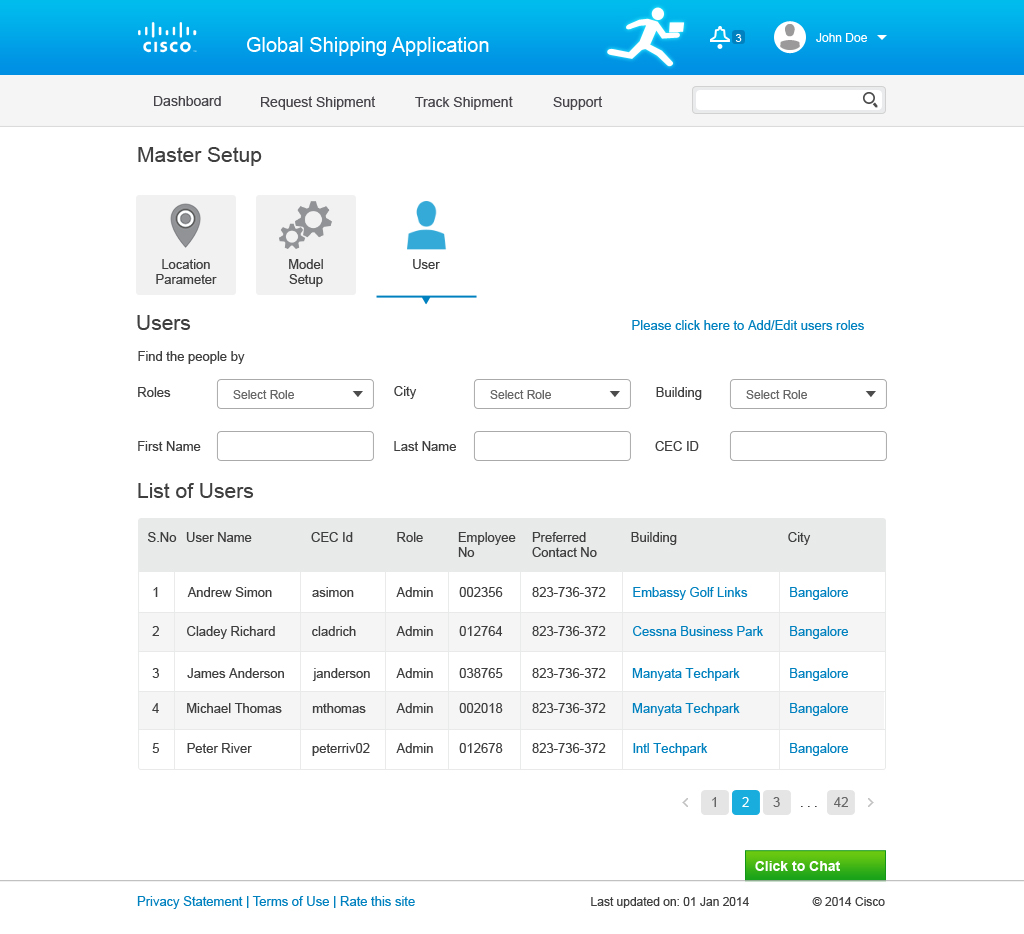 cisco
Global Shipping Application
3
John Doe
Dashboard
Request Shipment
Track Shipment
Support
Master Setup
Location
Parameter
Model
Setup
User
Users
Please click here to Add/Edit users roles
Find the people by
Roles
Select Role
City
Select Role
Building
Select Role
First Name
Last Name
CEC ID
List of Users
S.No User Name CEC Id Role Employee No Preferred Contact No Building City
1 Andrew Simon asimon Admin 002356 823-736-372 Embassy Golf Links Bangalore
2 Cladey Richard cladrich Admin 012764 823-736-372 Cessna Business Park Bangalore
3 James Anderson janderson Admin 038765 823-736-372 Manyata Techpark Bangalore
4 Michael Thomas mthomas Admin 002018 823-736-372 Manyata Techpark Bangalore
5 Peter River peterriv02 Admin 012678 823-736-372 Intl Techpark Bangalore
1 2 3 ... 42
Click to Chat
Privacy Statement | Terms of Use | Rate this site
Last updated on: 01 Jan 2014
© 2014 Cisco